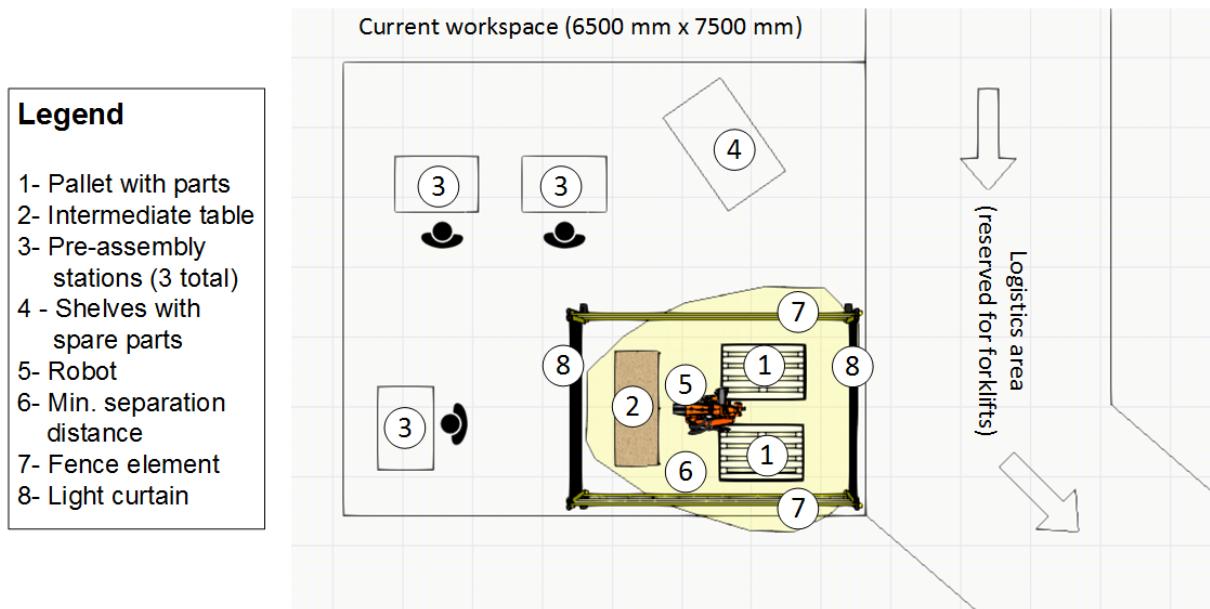 Current workspace (6500 mm x 7500 mm)
Legend
1- Pallet with parts
2- Intermediate table
3- Pre-assembly
stations (3 total)
4 - Shelves with
spare parts
5- Robot
6- Min. separation
distance
7- Fence element
8- Light curtain
4
3
3
7
8
1
8
5
2
3
1
6
7
Logistics area
(reserved for forklifts)